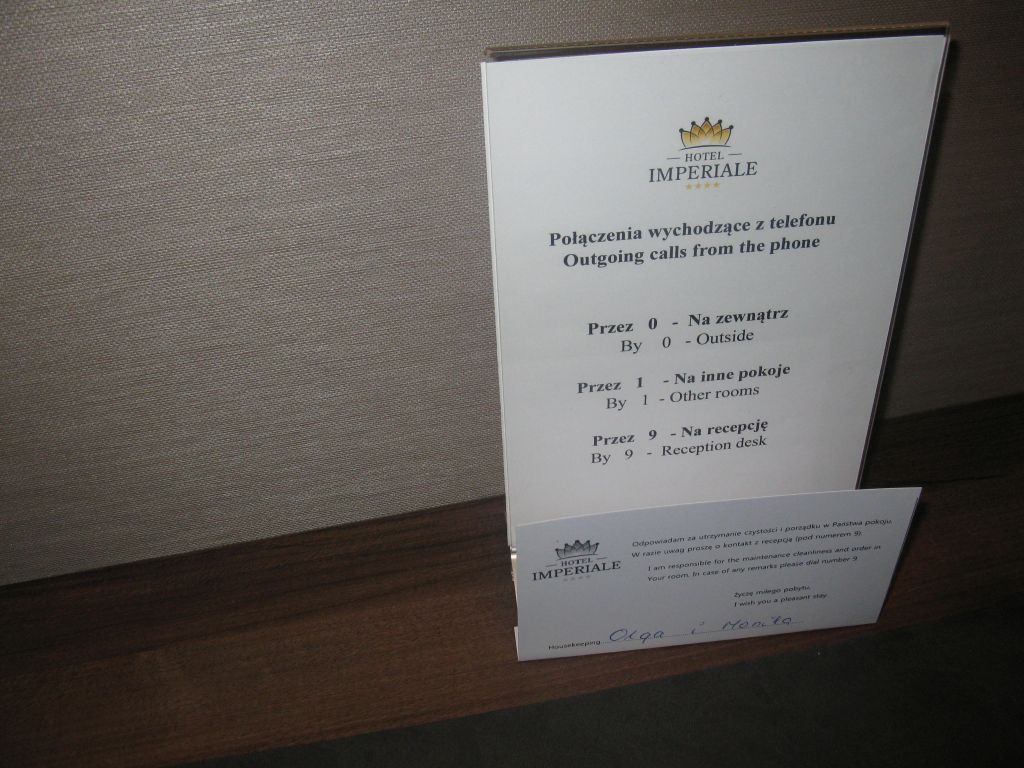 HOTEL
IMPERIALE
Połączenia wychodzące z telefonu
Outgoing calls from the phone
Przez 0 - Na zewnątrz
By 0 - Outside
Przez 1 - Na inne pokoje
By 1 - Other rooms
Przez 9 - Na recepcję
By 9 - Reception desk
HOTEL
IMPERIALE
Odpowiadam za utrzymanie czystości i porządku w Państwa pokoju.
W razie uwag proszę o kontakt z recepcją (pod numerem 9).
I am responsible for the maintenance cleanliness and order in
Your room. In case of any remarks please dial number 9.
Życzę miłego pobytu.
I wish you a pleasant stay
Housekeeping Olga i Monika